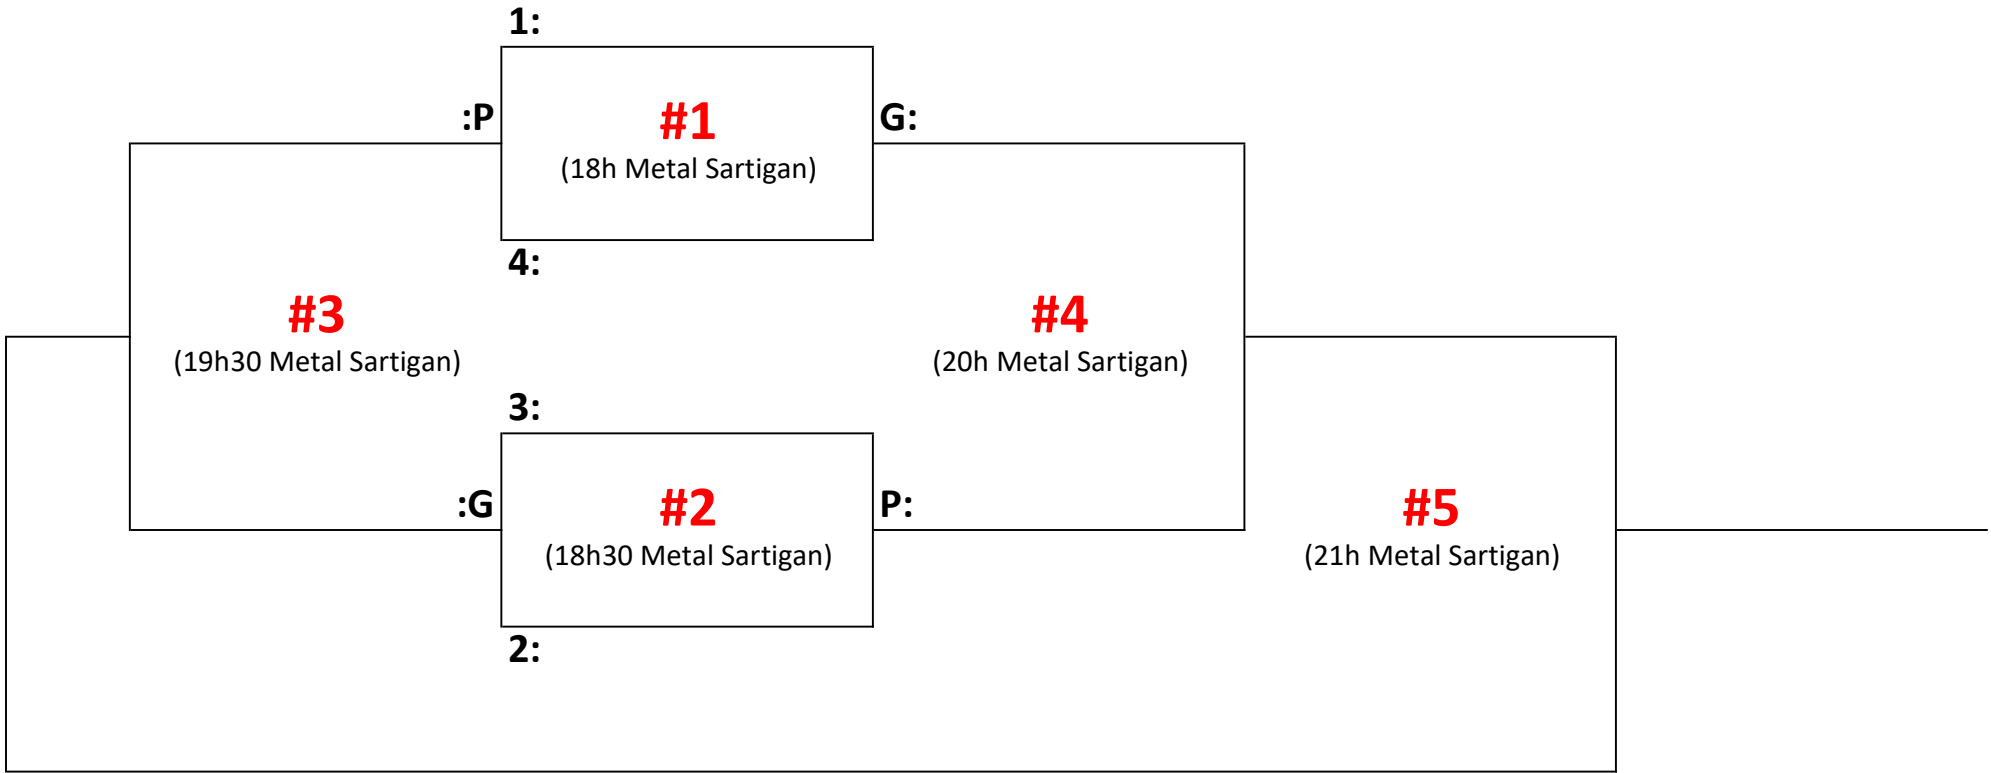 1:
:P
#1
G:
(18h Metal Sartigan)
4:
#3
#4
(19h30 Metal Sartigan)
(20h Metal Sartigan)
3:
:G
#2
P:
#5
(18h30 Metal Sartigan)
(21h Metal Sartigan)
2: